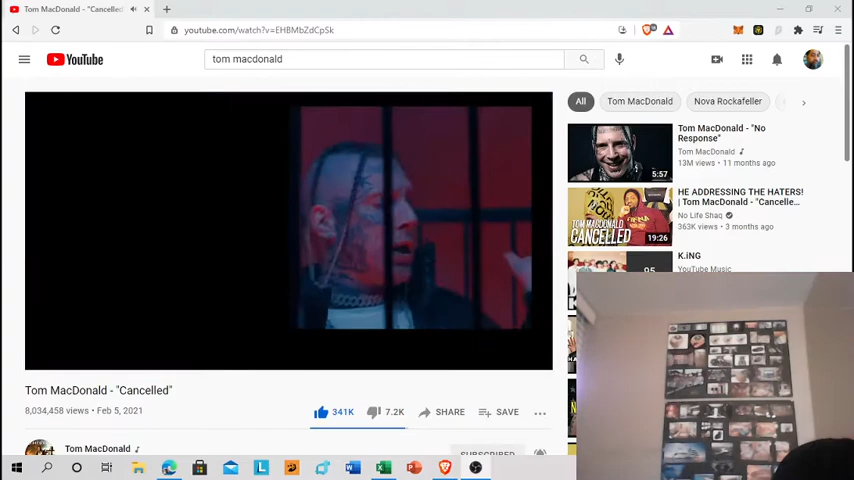 Tom MacDonald - "Cancelled"
youtube.com/watch?v=EHBMbZdCpSk
YouTube
tom macdonald
All
Tom MacDonald
Nova Rockafeller
Tom MacDonald - "No Response"
Tom MacDonald
13M views • 11 months ago
5:57
HE ADDRESSING THE HATERS!
| Tom MacDonald - "Cancelle...
No Life Shaq
363K views • 3 months ago
TOM MACDONALD
CANCELLED
19:26
K.iNG
YouTube Music
95
Tom MacDonald - "Cancelled"
8,034,458 views • Feb 5, 2021
341K
7.2K
SHARE
SAVE
Tom MacDonald
SUBSCRIBED